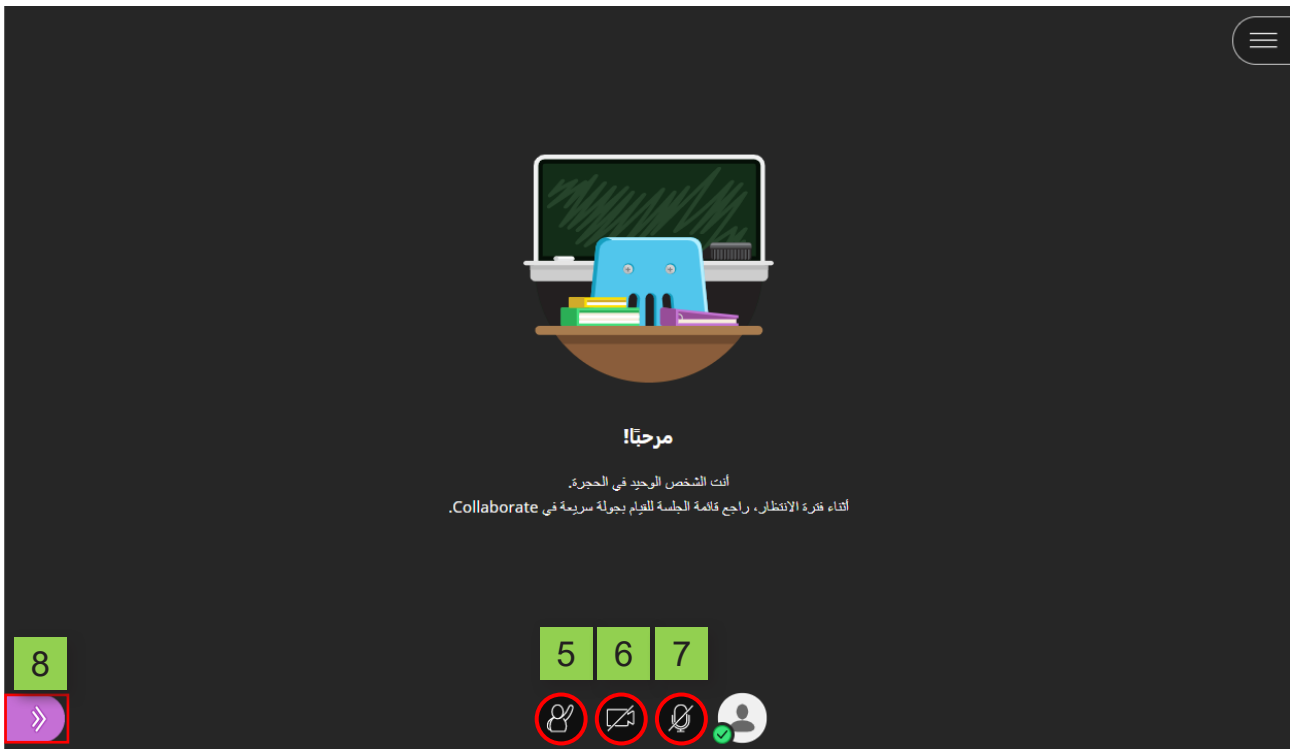 مرحبًا!
أنت الشخص الوحيد في الحجرة.
أثناء فترة الانتظار، راجع قائمة الجلسة للقيام بجولة سريعة في Collaborate.
8
5 6 7